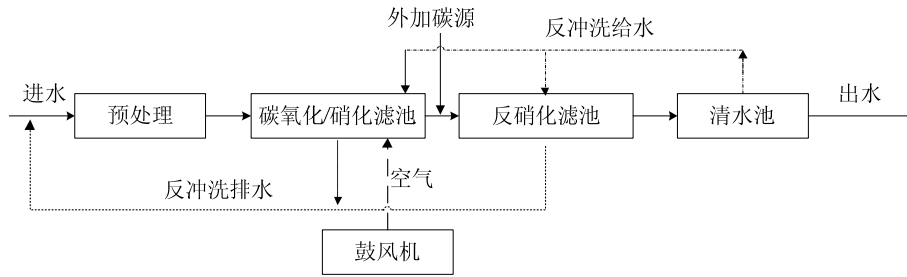 外加碳源
反冲洗给水
进水
预处理
碳氧化/硝化滤池
反硝化滤池
清水池
出水
反冲洗排水
空气
鼓风机